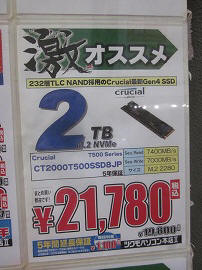 激オススメ
232層TLC NAND採用のCrucial最新Gen4 SSD
crucial
2TB
M.2 NVMe
Crucial T500 Series
CT2000T500SSD8JP
Seq Read 7400MB/s
Seq Write 7000MB/s
サイズ M.2 2280
5年保証
¥21,780 税込
¥19,800
5年間延長保証
¥1,100
ツクモパソコン本店II